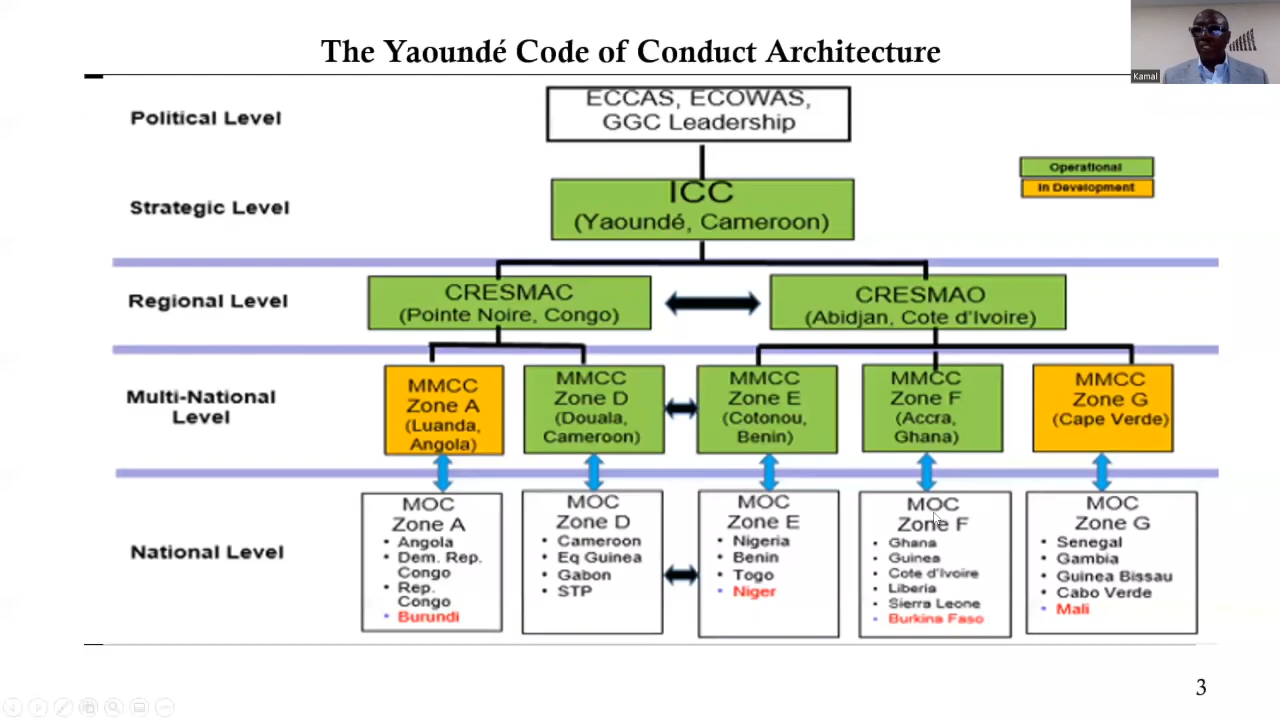 The Yaoundé Code of Conduct Architecture
Kamal
Political Level
ECCAS, ECOWAS,
GGC Leadership
Operational
In Development
Strategic Level
ICC
(Yaoundé, Cameroon)
Regional Level
CRESMAC
(Pointe Noire, Congo)
CRESMAO
(Abidjan, Cote d'Ivoire)
Multi-National
Level
MMCC
Zone A
(Luanda,
Angola)
MMCC
Zone D
(Douala,
Cameroon)
MMCC
Zone E
(Cotonou,
Benin)
MMCC
Zone F
(Accra,
Ghana)
MMCC
Zone G
(Cape Verde)
National Level
MOC
Zone A
• Angola
• Dem. Rep.
Congo
• Rep.
Congo
• Burundi
MOC
Zone D
• Cameroon
• Eq Guinea
• Gabon
• STP
MOC
Zone E
• Nigeria
• Benin
• Togo
• Niger
MOC
Zone F
• Ghana
• Guinea
• Cote d'Ivoire
• Liberia
• Sierra Leone
• Burkina Faso
MOC
Zone G
• Senegal
• Gambia
• Guinea Bissau
• Cabo Verde
• Mali
3